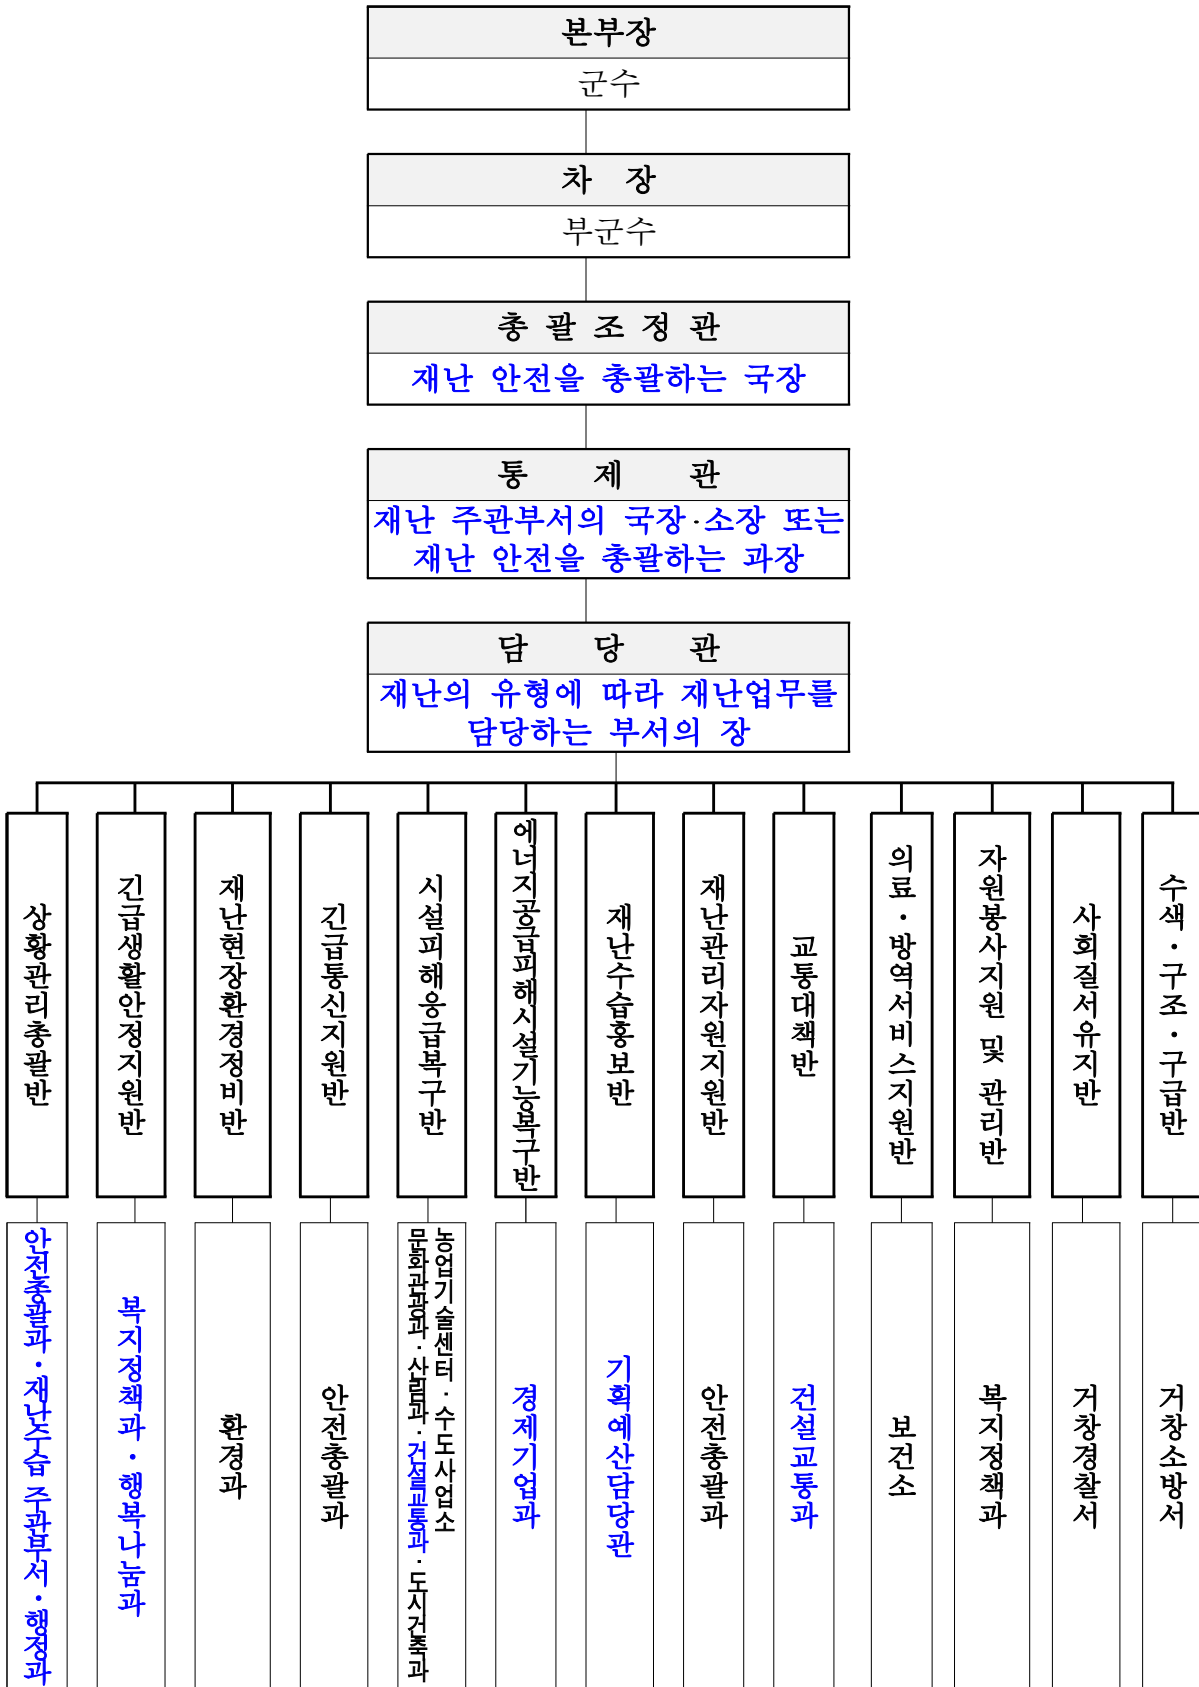 본부장
군수
차 장
부군수
총 괄 조 정 관
재난 안전을 총괄하는 국장
통 제 관
재난 주관부서의 국장·소장 또는
재난 안전을 총괄하는 과장
담 당 관
재난의 유형에 따라 재난업무를
담당하는 부서의 장
상황관리총괄반
긴급생활안정지원반
재난현장환경정비반
긴급통신지원반
시설피해응급복구반
에너지공급피해시설기능복구반
재난수습홍보반
재난관리자원지원반
교통대책반
의료·방역서비스지원반
자원봉사지원 및 관리반
사회질서유지반
수색·구조·구급반
안전총괄과·재난수습 주관부서·행정과
복지정책과·행복나눔과
환경과
안전총괄과
농업기술센터·수도사업소
문화관광과·산림과·건설교통과·도시건축과
경제기업과
기획예산담당관
안전총괄과
건설교통과
보건소
복지정책과
거창경찰서
거창소방서